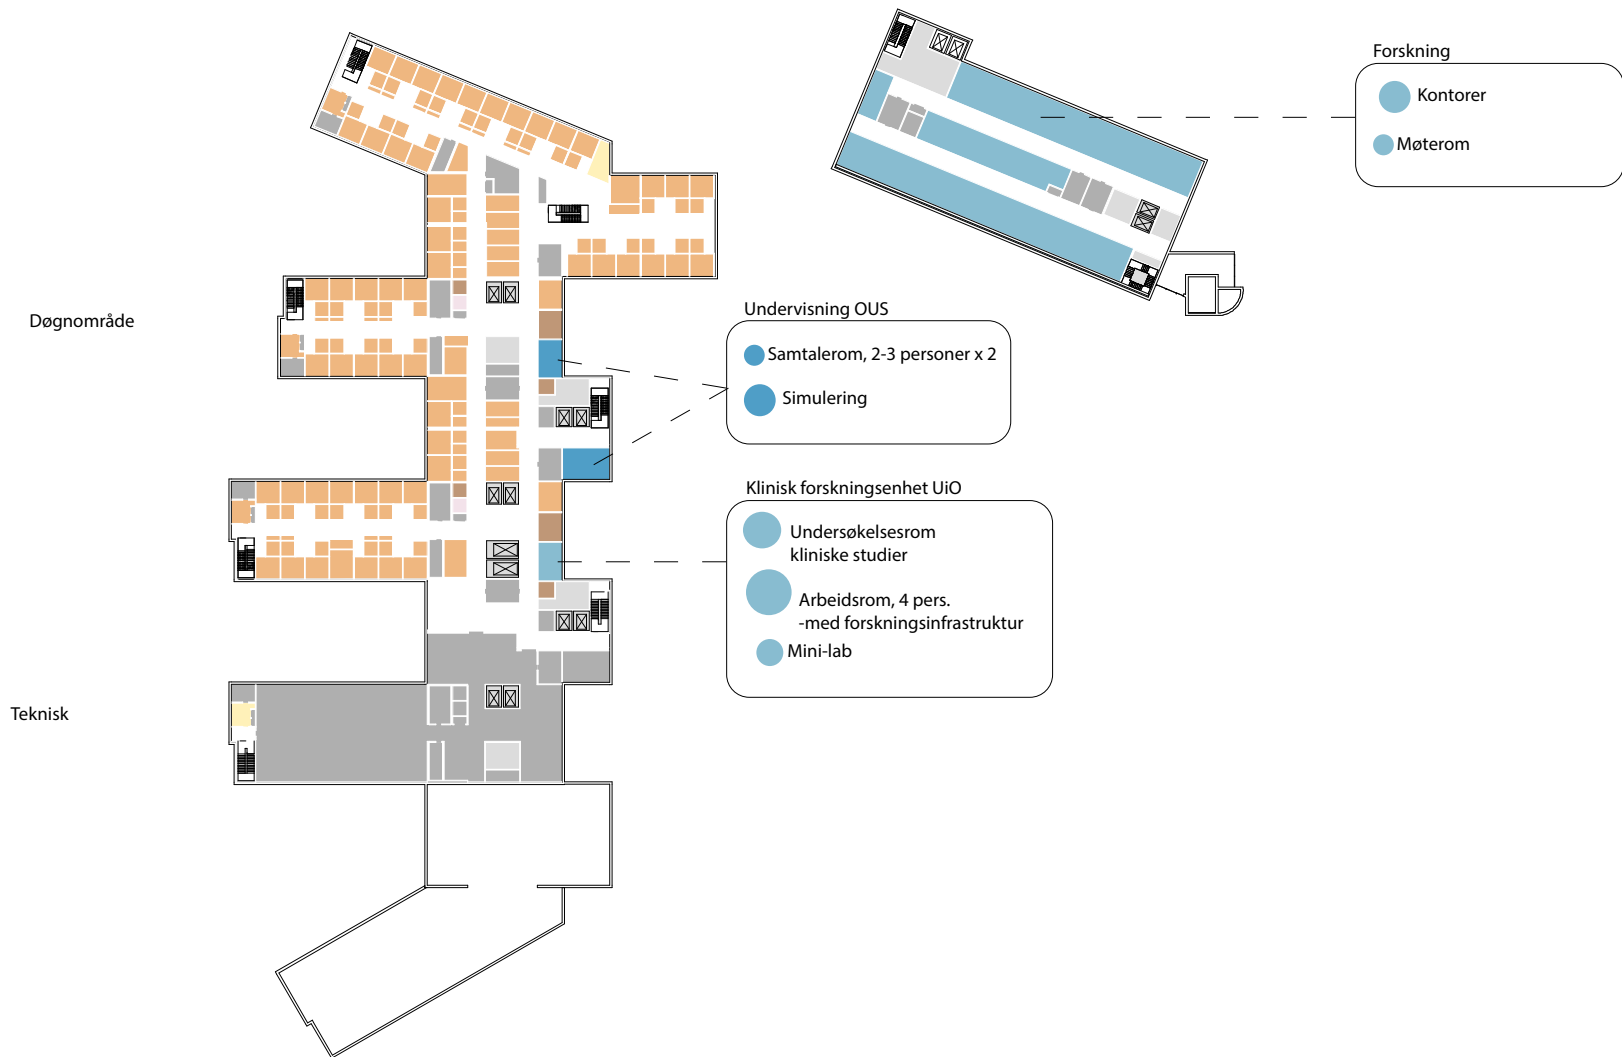 Forskning
Kontorer
Møterom
Undervisning OUS
Samtalerom, 2-3 personer x 2
Simulering
Døgnområde
Klinisk forskningsenhet UiO
Undersøkelsesrom
kliniske studier
Arbeidsrom, 4 pers.
-med forskningsinfrastruktur
Mini-lab
Teknisk